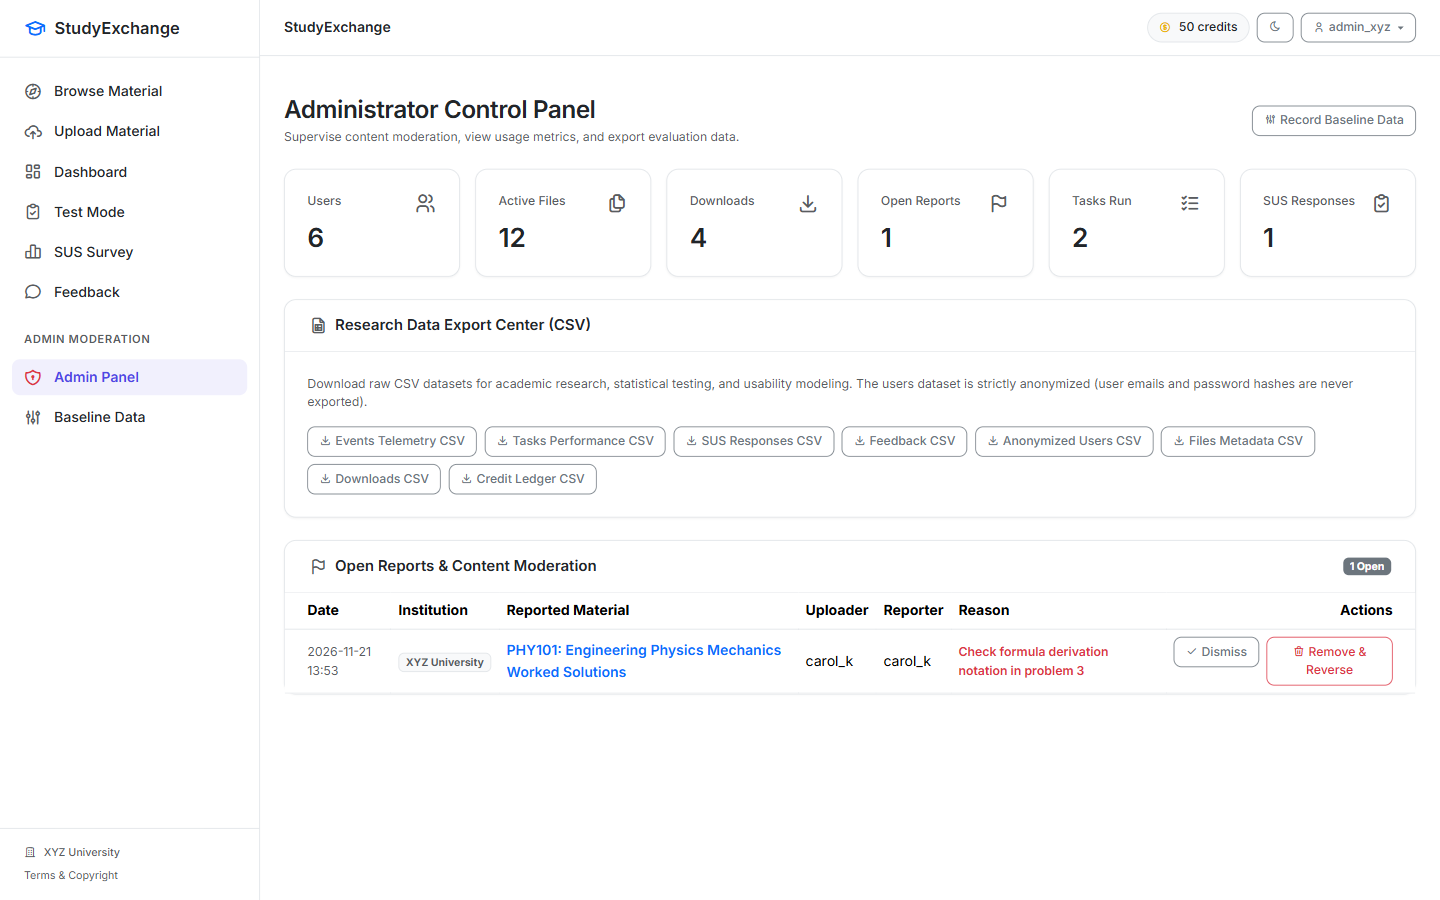 StudyExchange
StudyExchange
50 credits
admin_xyz
Browse Material
Upload Material
Dashboard
Test Mode
SUS Survey
Feedback
ADMIN MODERATION
Admin Panel
Baseline Data
XYZ University
Terms & Copyright
Administrator Control Panel
Supervise content moderation, view usage metrics, and export evaluation data.
Record Baseline Data
Users
6
Active Files
12
Downloads
4
Open Reports
1
Tasks Run
2
SUS Responses
1
Research Data Export Center (CSV)
Download raw CSV datasets for academic research, statistical testing, and usability modeling. The users dataset is strictly anonymized (user emails and password hashes are never
exported).
Events Telemetry CSV
Tasks Performance CSV
SUS Responses CSV
Feedback CSV
Anonymized Users CSV
Files Metadata CSV
Downloads CSV
Credit Ledger CSV
Open Reports & Content Moderation
1 Open
Date Institution Reported Material Uploader Reporter Reason Actions
2026-11-21
13:53
XYZ University
PHY101: Engineering Physics Mechanics
Worked Solutions
carol_k
carol_k
Check formula derivation
notation in problem 3
Dismiss
Remove &
Reverse